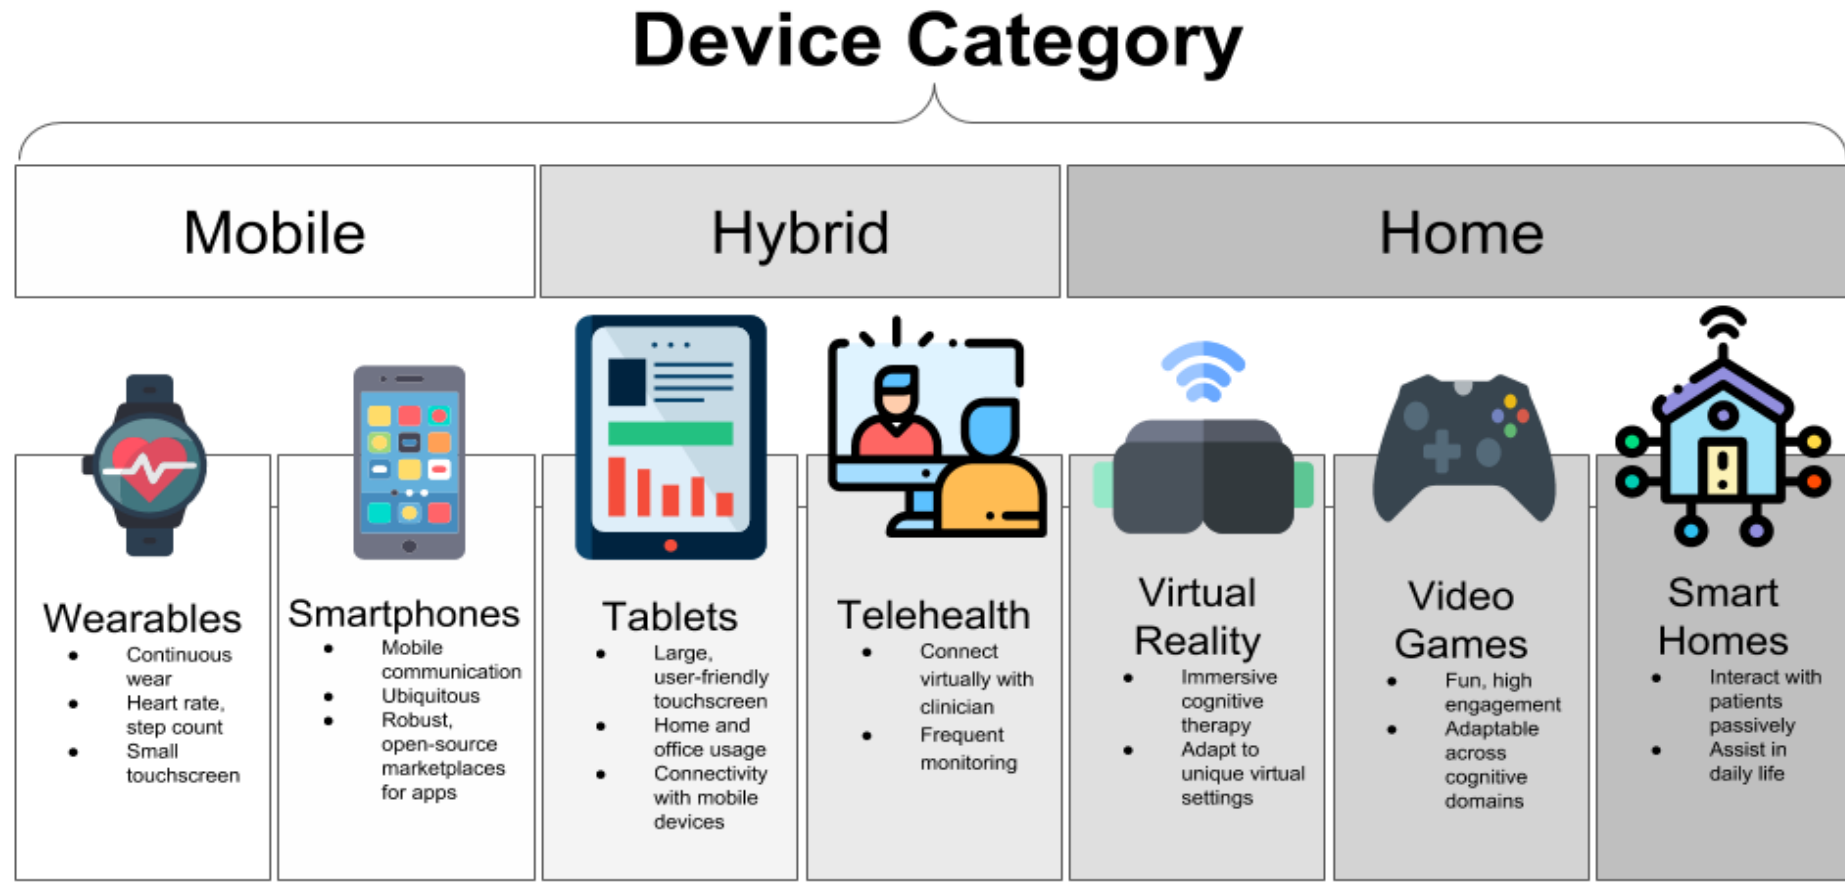 Device Category
Mobile
Hybrid
Home
Wearables
• Continuous
wear
• Heart rate,
step count
• Small
touchscreen
Smartphones
• Mobile
communication
• Ubiquitous
• Robust,
open-source
marketplaces
for apps
Tablets
• Large,
user-friendly
touchscreen
• Home and
office usage
• Connectivity
with mobile
devices
Telehealth
• Connect
virtually with
clinician
• Frequent
monitoring
Virtual
Reality
• Immersive
cognitive
therapy
• Adapt to
unique virtual
settings
Video
Games
• Fun, high
engagement
• Adaptable
across
cognitive
domains
Smart
Homes
• Interact with
patients
passively
• Assist in
daily life